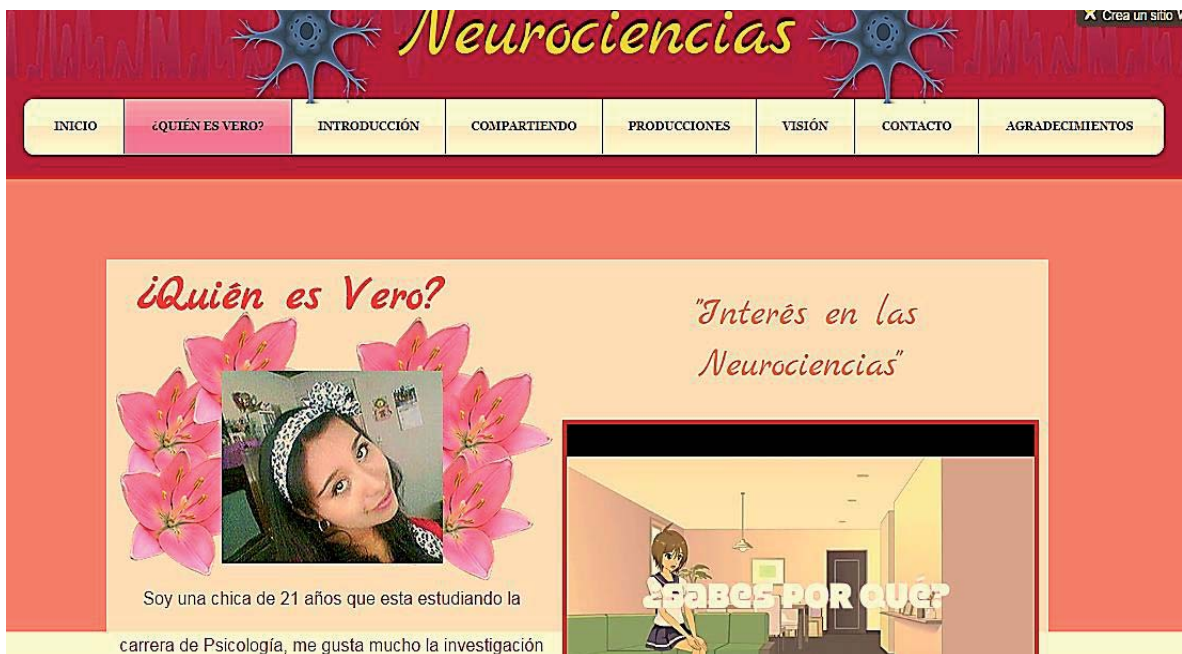 Neurociencias
X Crea un sitio
INICIO
¿QUIÉN ES VERO?
INTRODUCCIÓN
COMPARTIENDO
PRODUCCIONES
VISIÓN
CONTACTO
AGRADECIMIENTOS
¿Quién es Vero?
Soy una chica de 21 años que esta estudiando la
carrera de Psicología, me gusta mucho la investigación
"Interés en las
Neurociencias"
¿SABES POR QUÉ?